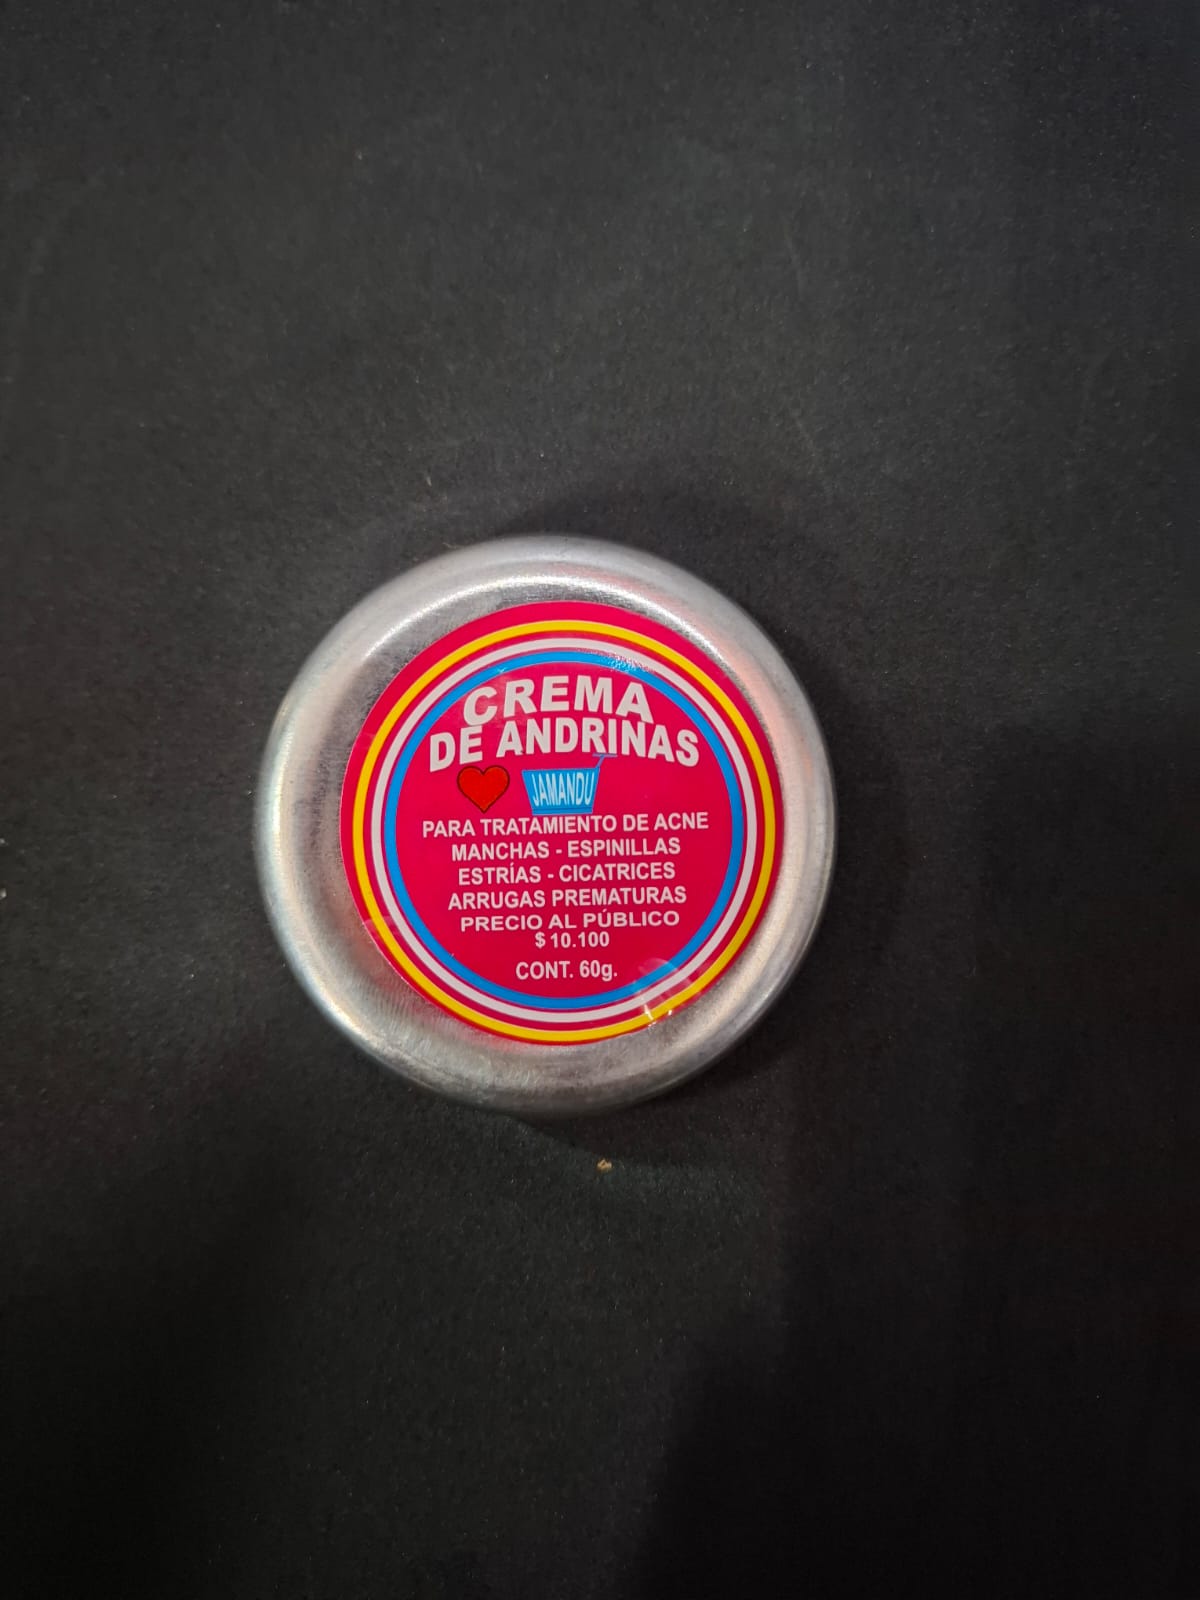 CREMA
DE ANDRINAS
JAMANDU
PARA TRATAMIENTO DE ACNE
MANCHAS - ESPINILLAS
ESTRÍAS - CICATRICES
ARRUGAS PREMATURAS
PRECIO AL PÚBLICO
$ 10.100
CONT. 60g.